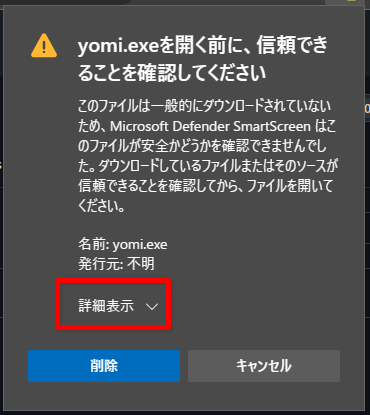 yomi.exeを開く前に、信頼でき
ることを確認してください
このファイルは一般的にダウンロードされていない
ため、Microsoft Defender SmartScreen はこ
のファイルが安全かどうかを確認できませんでし
た。ダウンロードしているファイルまたはそのソースが
信頼できることを確認してから、ファイルを開いて
ください。
名前: yomi.exe
発行元: 不明
詳細表示
削除
キャンセル